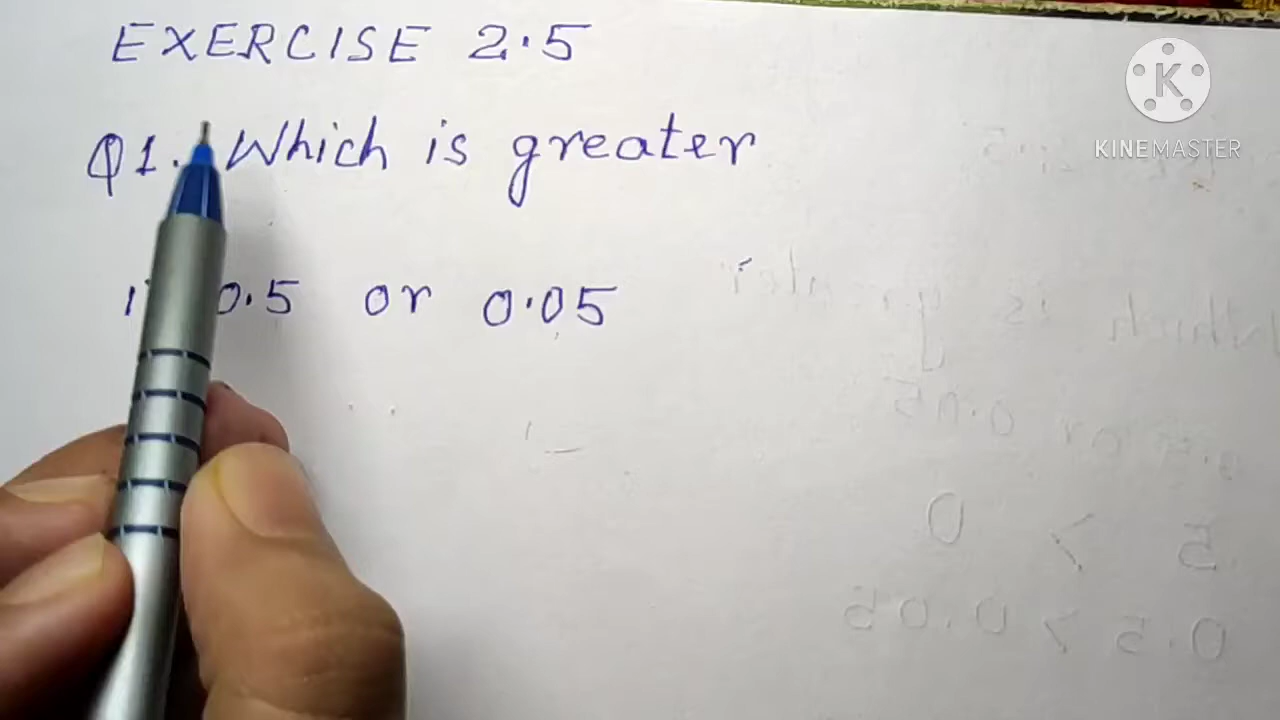 EXERCISE 2.5
Q1. Which is greater
0.5 or 0.05
K
KINEMASTER